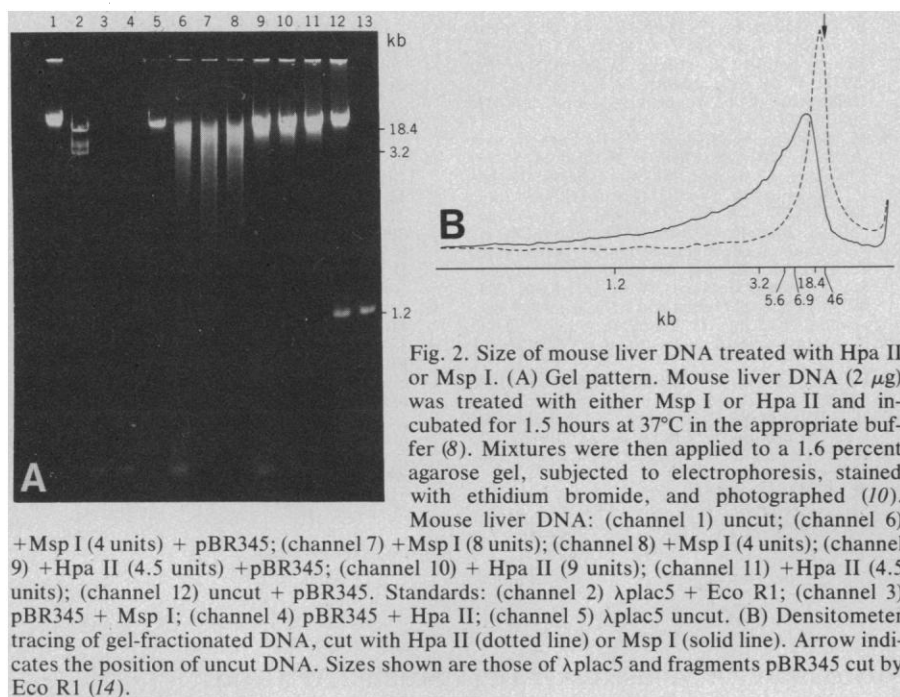 1 2 3 4 5 6 7 8 9 10 11 12 13
kb
18.4
3.2
1.2
A
B
1.2 3.2 18.4
5.6 6.9 46
kb
Fig. 2. Size of mouse liver DNA treated with Hpa II
or Msp I. (A) Gel pattern. Mouse liver DNA (2 μg)
was treated with either Msp I or Hpa II and in-
cubated for 1.5 hours at 37°C in the appropriate buf-
fer (8). Mixtures were then applied to a 1.6 percent
agarose gel, subjected to electrophoresis, stained
with ethidium bromide, and photographed (10).
Mouse liver DNA: (channel 1) uncut; (channel 6)
+Msp I (4 units) + pBR345; (channel 7) +Msp I (8 units); (channel 8) +Msp I (4 units); (channel
9) +Hpa II (4.5 units) +pBR345; (channel 10) + Hpa II (9 units); (channel 11) +Hpa II (4.5
units); (channel 12) uncut + pBR345. Standards: (channel 2) λplac5 + Eco R1; (channel 3)
pBR345 + Msp I; (channel 4) pBR345 + Hpa II; (channel 5) λplac5 uncut. (B) Densitometer
tracing of gel-fractionated DNA, cut with Hpa II (dotted line) or Msp I (solid line). Arrow indi-
cates the position of uncut DNA. Sizes shown are those of λplac5 and fragments pBR345 cut by
Eco R1 (14).